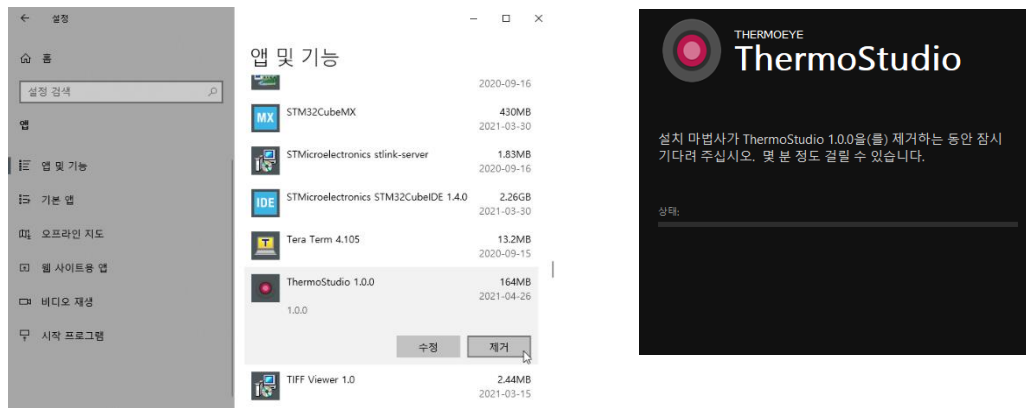 설정
홈
설정 검색
앱
앱 및 기능
기본 앱
오프라인 지도
웹 사이트용 앱
비디오 재생
시작 프로그램
앱 및 기능
2020-09-16
MX
STM32CubeMX
430MB
2021-03-30
STMicroelectronics stlink-server
1.83MB
2020-09-16
IDE
STMicroelectronics STM32CubeIDE 1.4.0
2.26GB
2021-03-30
T
Tera Term 4.105
13.2MB
2020-09-15
ThermoStudio 1.0.0
164MB
2021-04-26
1.0.0
수정
제거
TIFF Viewer 1.0
2.44MB
2021-03-15
THERMOEYE
ThermoStudio
설치 마법사가 ThermoStudio 1.0.0을(를) 제거하는 동안 잠시
기다려 주십시오. 몇 분 정도 걸릴 수 있습니다.
상태: